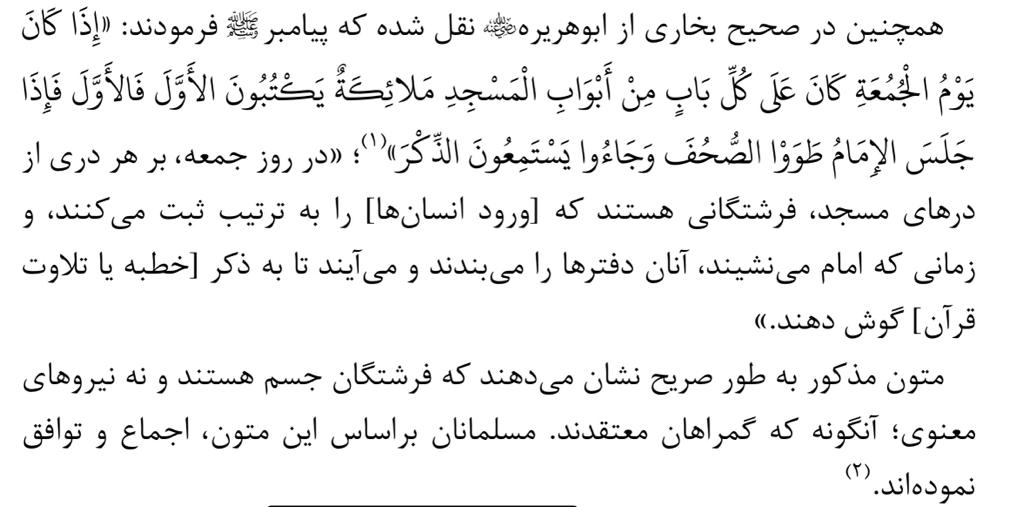 همچنین در صحیح بخاری از ابوهریره﷛ نقل شده که پیامبر ﷺ فرمودند: «إِذَا كَانَ
يَوْمُ الْجُمُعَةِ كَانَ عَلَى كُلِّ بَابٍ مِنْ أَبْوَابِ الْمَسْجِدِ مَلائِكَةٌ يَكْتُبُونَ الأَوَّلَ فَالأَوَّلَ فَإِذَا
جَلَسَ الإِمَامُ طَوَوْا الصُّحُفَ وَجَاءُوا يَسْتَمِعُونَ الذِّكْرَ»(۱)؛ «در روز جمعه، بر هر دری از
درهای مسجد، فرشتگانی هستند که [ورود انسان‌ها] را به ترتیب ثبت می‌کنند، و
زمانی که امام می‌نشیند، آنان دفترها را می‌بندند و می‌آیند تا به ذکر [خطبه یا تلاوت
قرآن] گوش دهند.»
متون مذکور به طور صریح نشان می‌دهند که فرشتگان جسم هستند و نه نیروهای
معنوی؛ آنگونه که گمراهان معتقدند. مسلمانان براساس این متون، اجماع و توافق
نموده‌اند.(۲)